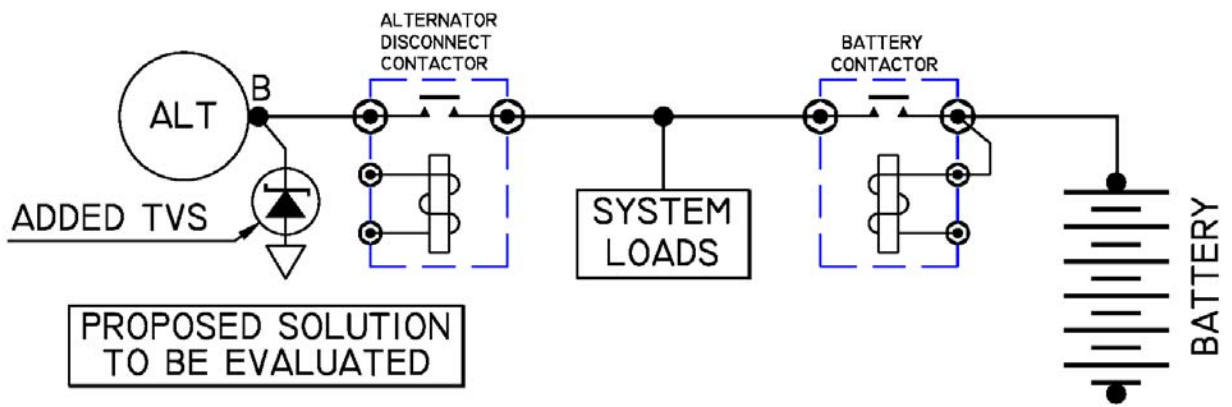 ALTERNATOR
DISCONNECT
CONTACTOR
BATTERY
CONTACTOR
B
ALT
ADDED TVS
SYSTEM
LOADS
BATTERY
PROPOSED SOLUTION
TO BE EVALUATED